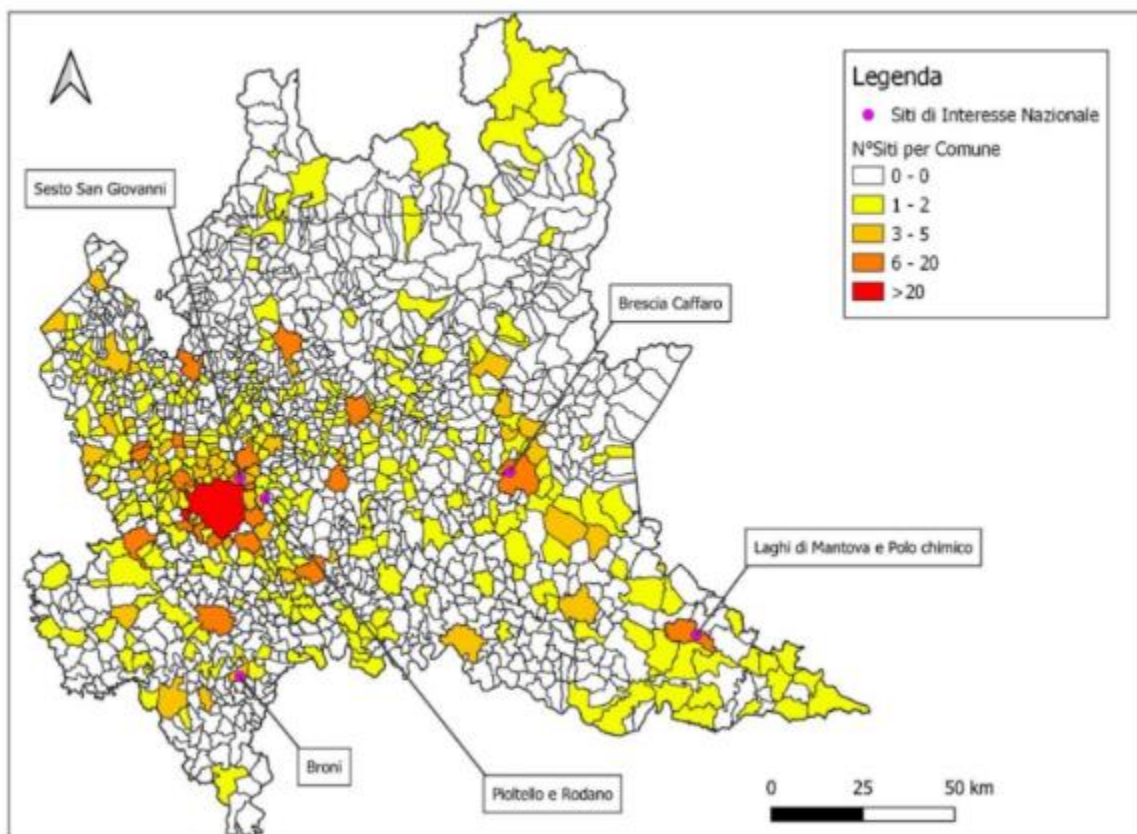 Legenda
Siti di Interesse Nazionale
N°Siti per Comune
0 - 0
1 - 2
3 - 5
6 - 20
>20
Sesto San Giovanni
Brescia Caffaro
Laghi di Mantova e Polo chimico
Broni
Pioltello e Rodano
0 25 50 km